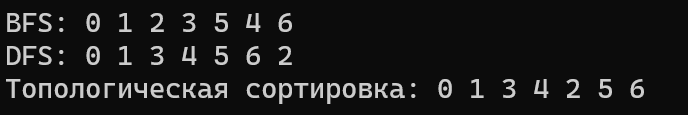 BFS: 0 1 2 3 5 4 6
DFS: 0 1 3 4 5 6 2
Топологическая сортировка: 0 1 3 4 2 5 6